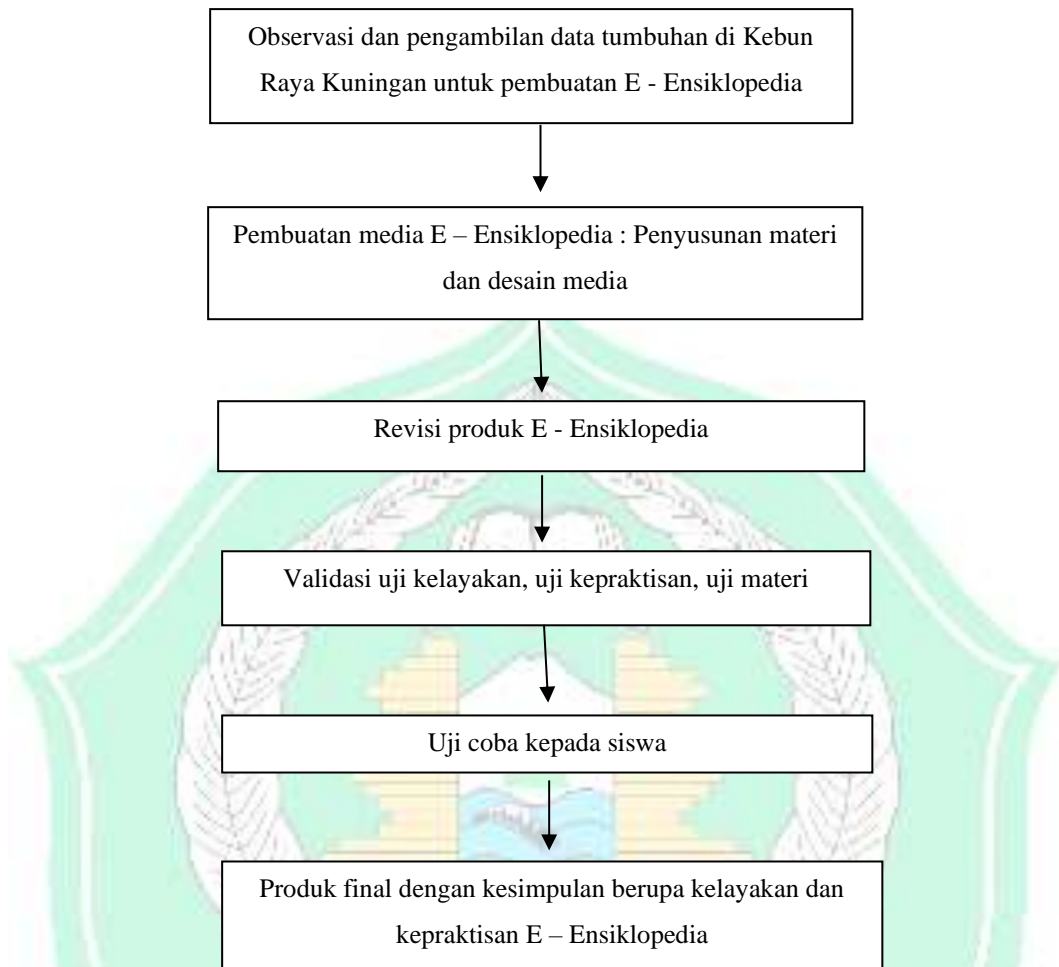 Observasi dan pengambilan data tumbuhan di Kebun
Raya Kuningan untuk pembuatan E - Ensiklopedia
Pembuatan media E – Ensiklopedia : Penyusunan materi
dan desain media
Revisi produk E - Ensiklopedia
Validasi uji kelayakan, uji kepraktisan, uji materi
Uji coba kepada siswa
Produk final dengan kesimpulan berupa kelayakan dan
kepraktisan E – Ensiklopedia